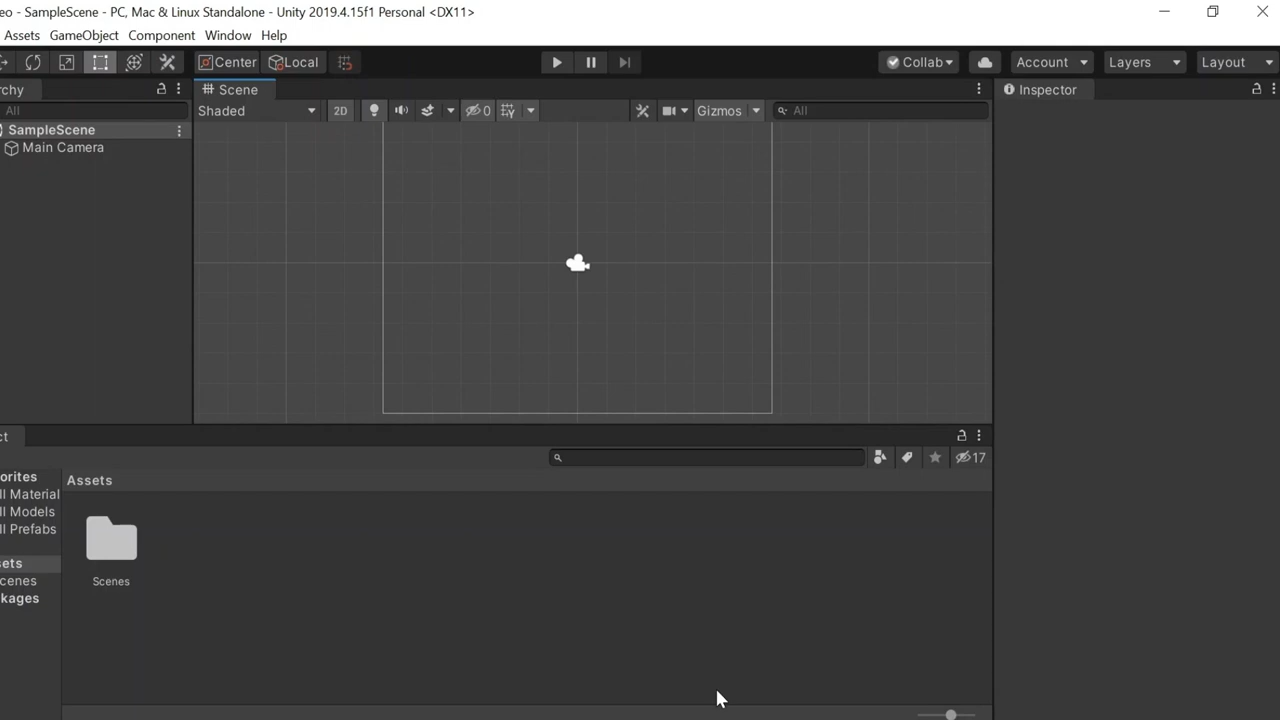 eo - SampleScene - PC, Mac & Linux Standalone - Unity 2019.4.15f1 Personal <DX11>
Assets GameObject Component Window Help
Center Local Collab Account Layers Layout
rchy Scene Inspector
All Shaded 2D 0 Gizmos All
SampleScene
Main Camera
ct
17
orites Assets
ll Material
ll Models
ll Prefabs
sets
cenes Scenes
kages